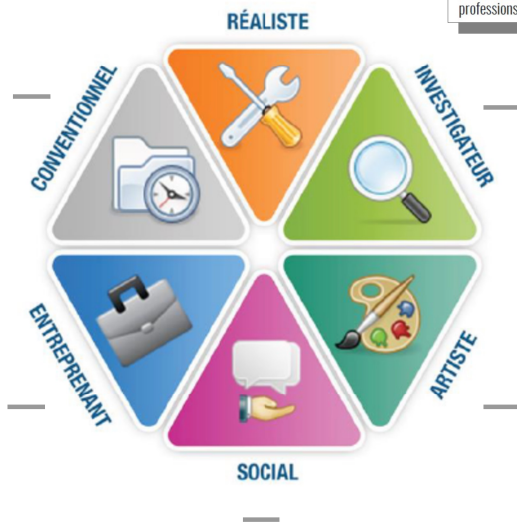 professions
RÉALISTE
CONVENTIONNEL
INVESTIGATEUR
ENTREPRENANT
ARTISTE
SOCIAL